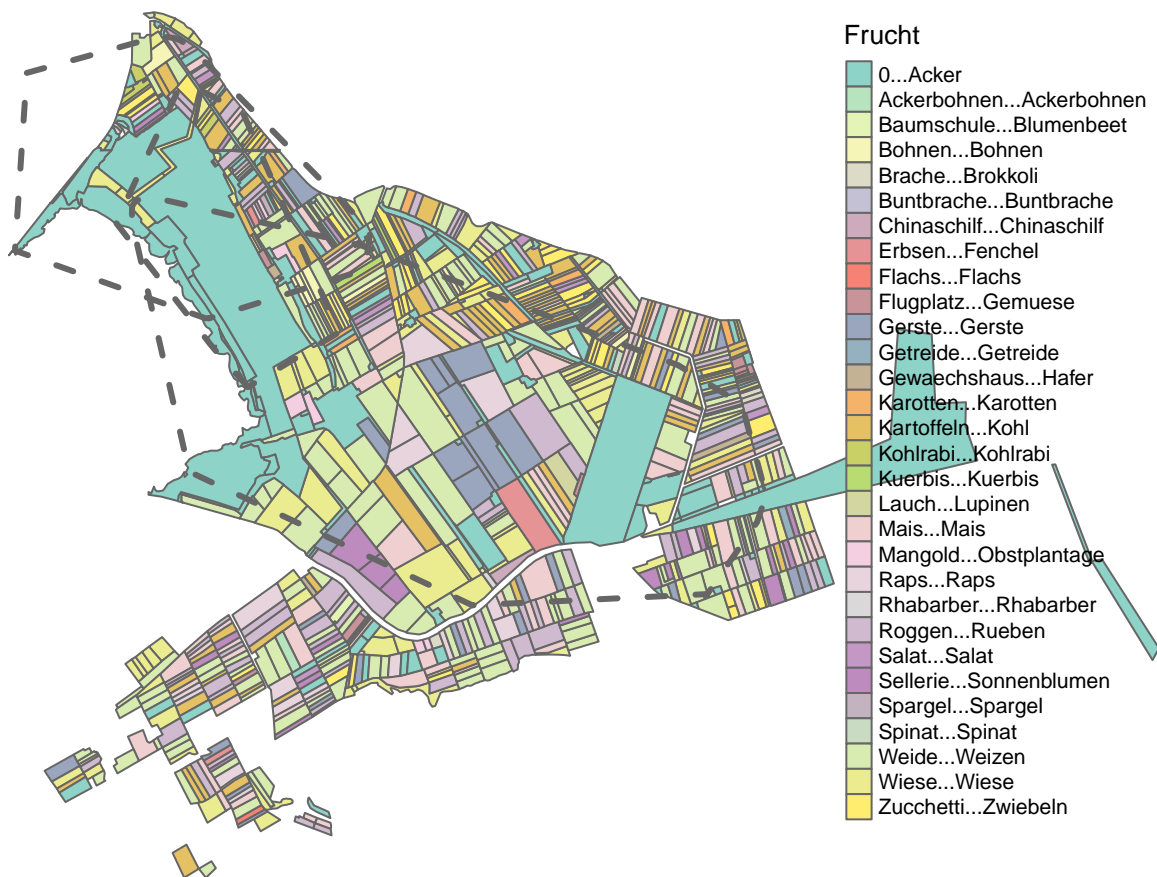 Frucht
0...Acker
Ackerbohnen...Ackerbohnen
Baumschule...Blumenbeet
Bohnen...Bohnen
Brache...Brokkoli
Buntbrache...Buntbrache
Chinaschilf...Chinaschilf
Erbsen...Fenchel
Flachs...Flachs
Flugplatz...Gemuese
Gerste...Gerste
Getreide...Getreide
Gewaechshaus...Hafer
Karotten...Karotten
Kartoffeln...Kohl
Kohlrabi...Kohlrabi
Kuerbis...Kuerbis
Lauch...Lupinen
Mais...Mais
Mangold...Obstplantage
Raps...Raps
Rhabarber...Rhabarber
Roggen...Rueben
Salat...Salat
Sellerie...Sonnenblumen
Spargel...Spargel
Spinat...Spinat
Weide...Weizen
Wiese...Wiese
Zucchetti...Zwiebeln